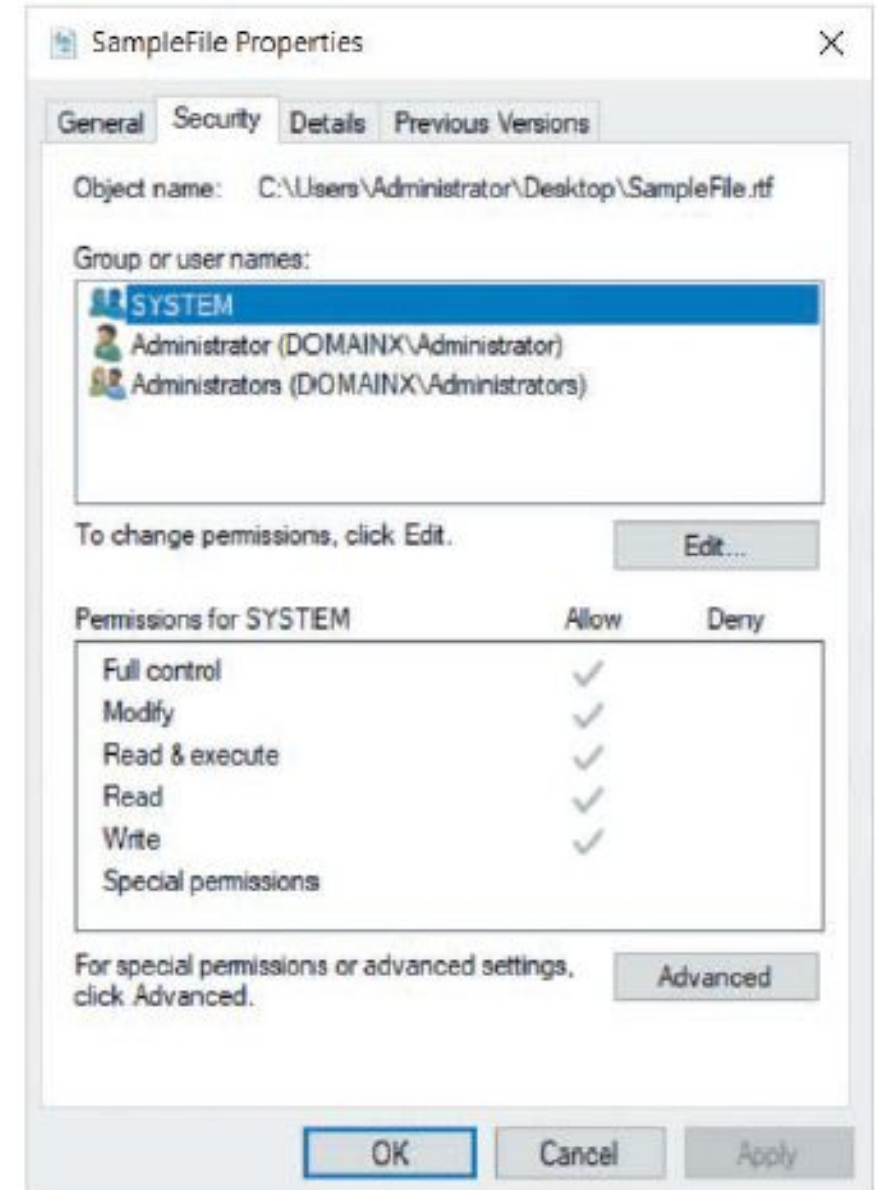 SampleFile Properties
General Security Details Previous Versions
Object name: C:\Users\Administrator\Desktop\SampleFile.rtf
Group or user names:
SYSTEM
Administrator (DOMAINX\Administrator)
Administrators (DOMAINX\Administrators)
To change permissions, click Edit.
Edit...
Permissions for SYSTEM Allow Deny
Full control
Modify
Read & execute
Read
Write
Special permissions
For special permissions or advanced settings,
click Advanced.
Advanced
OK Cancel Apply